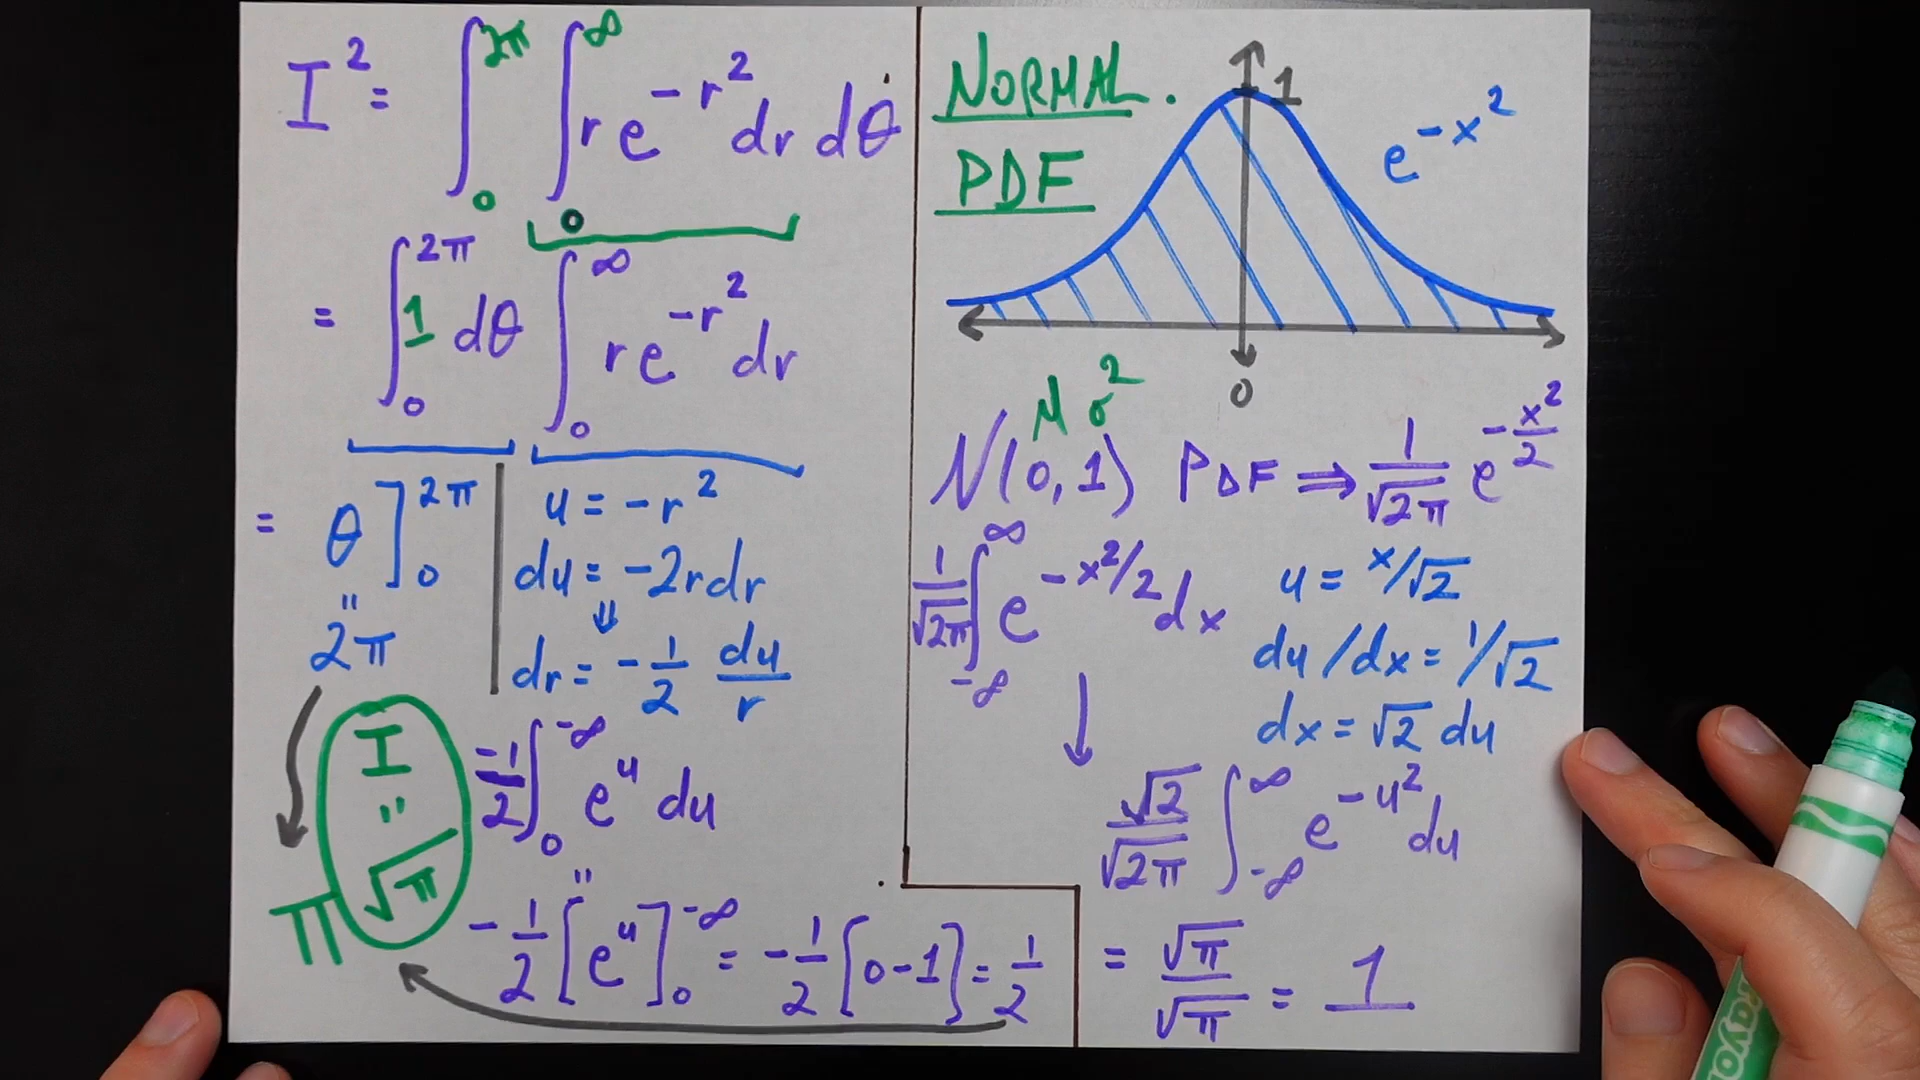 I² = ∫₀^2π ∫₀^∞ re^-r² dr dθ
= ∫₀^2π 1 dθ ∫₀^∞ re^-r² dr
= θ]₀^2π
"
2π
u = -r²
du = -2rdr
⇓
dr = -1/2 du/r
-1/2 ∫₀^-∞ e^u du
"
-1/2 [e^u]₀^-∞ = -1/2 [0-1] = 1/2
π
I
"
√π
NORMAL
PDF
1
e^-x²
0
μ σ²
N(0,1) PDF ⇒ 1/√2π e^-x²/2
1/√2π ∫_-∞^∞ e^-x²/2 dx
u = x/√2
du/dx = 1/√2
dx = √2 du
√2/√2π ∫_-∞^∞ e^-u² du
= √π/√π = 1